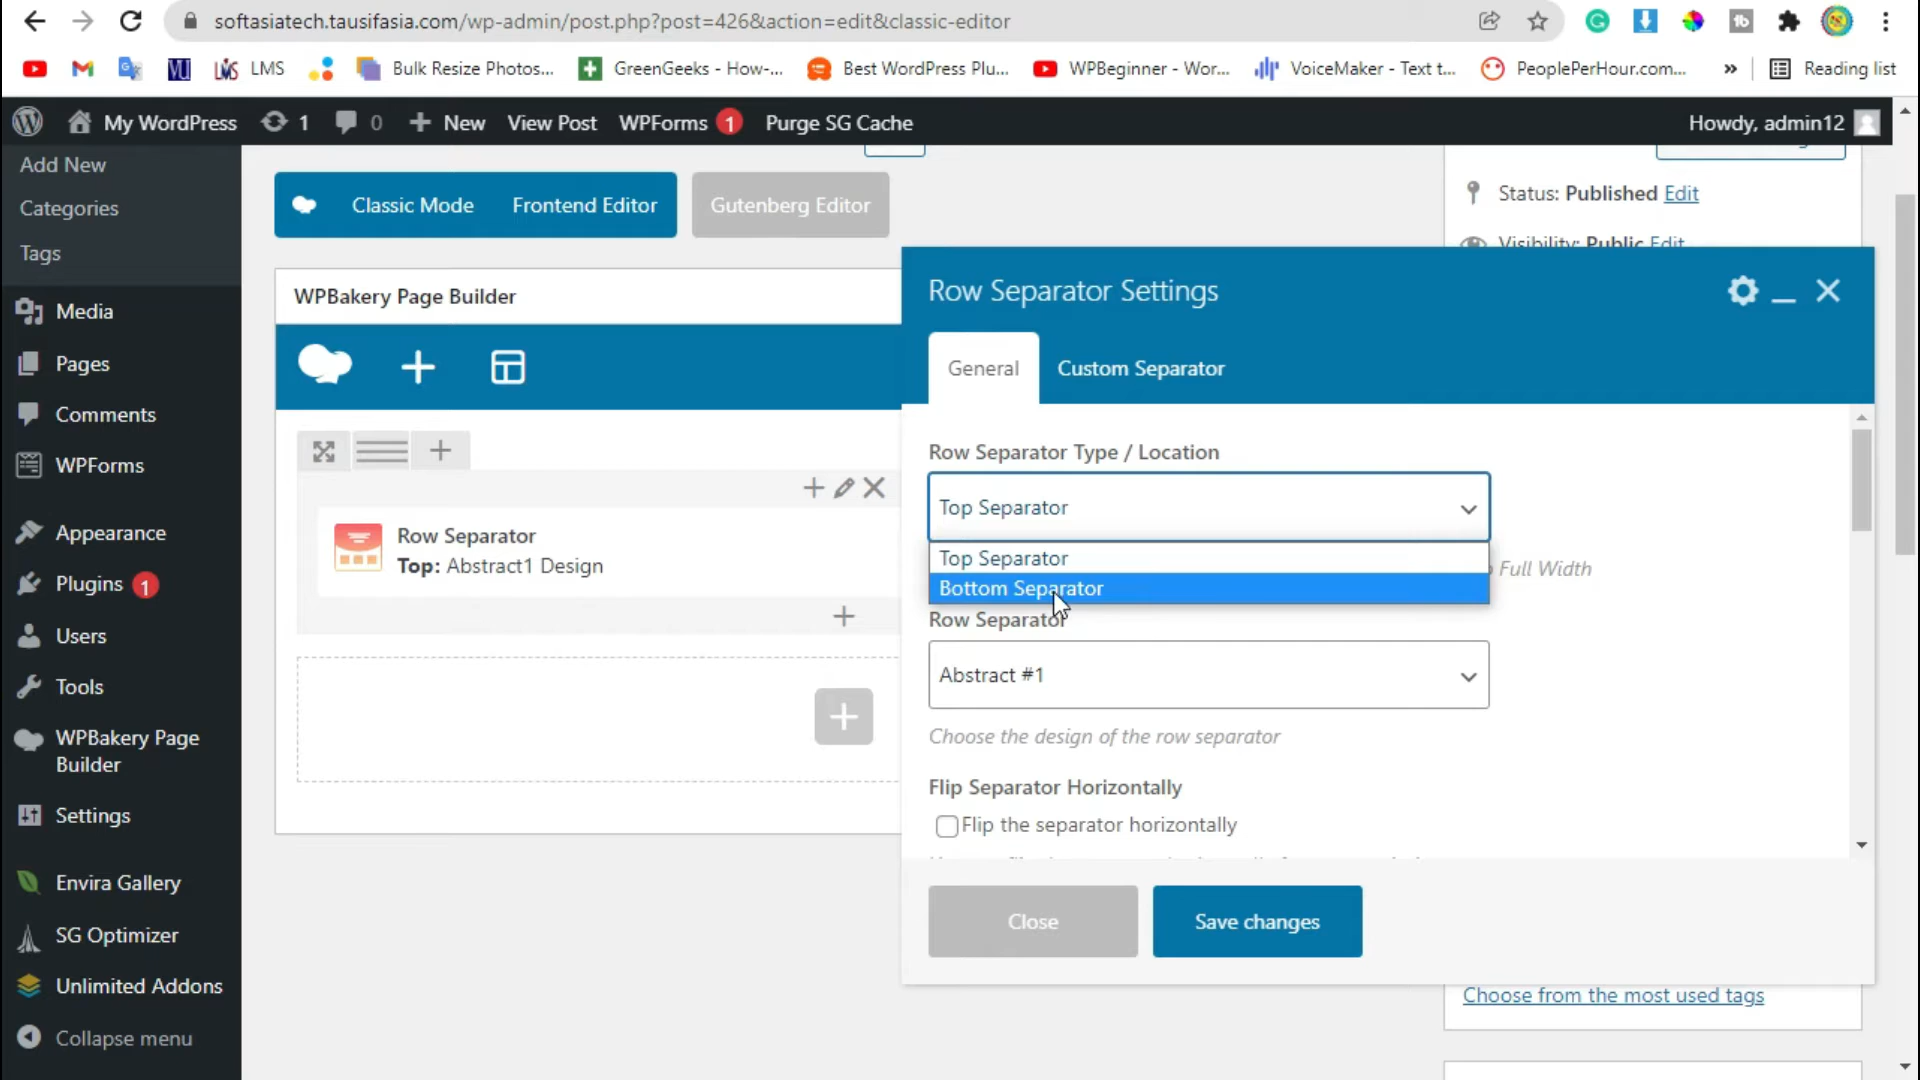 softasiatech.tausifasia.com/wp-admin/post.php?post=426&action=edit&classic-editor
LMS
Bulk Resize Photos...
GreenGeeks - How-...
Best WordPress Plu...
WPBeginner - Wor...
VoiceMaker - Text t...
PeoplePerHour.com...
»
Reading list
My WordPress
1
0
New
View Post
WPForms 1
Purge SG Cache
Howdy, admin12
Add New
Categories
Tags
Media
Pages
Comments
WPForms
Appearance
Plugins 1
Users
Tools
WPBakery Page
Builder
Settings
Envira Gallery
SG Optimizer
Unlimited Addons
Collapse menu
Classic Mode
Frontend Editor
Gutenberg Editor
WPBakery Page Builder
Row Separator
Top: Abstract1 Design
Status: Published Edit
Visibility: Public Edit
Row Separator Settings
General
Custom Separator
Row Separator Type / Location
Top Separator
Top Separator
Bottom Separator
Full Width
Row Separator
Abstract #1
Choose the design of the row separator
Flip Separator Horizontally
Flip the separator horizontally
Close
Save changes
Choose from the most used tags